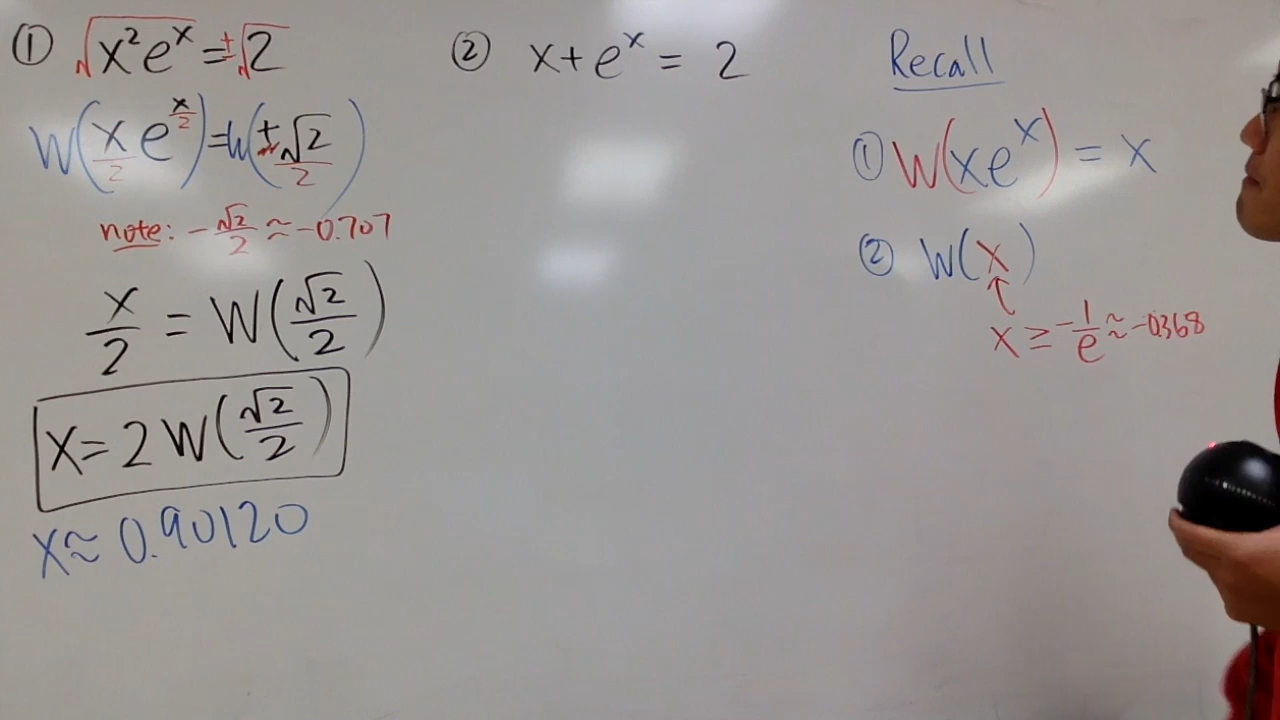 ① √(x²eˣ) = ±√2
W(x/2 e^(x/2)) = W(±√2/2)
note: -√2/2 ≈ -0.707
x/2 = W(√2/2)
x = 2W(√2/2)
x ≈ 0.90120
② x + eˣ = 2
Recall
① W(xeˣ) = x
② W(x)
↑
x ≥ -1/e ≈ -0.368